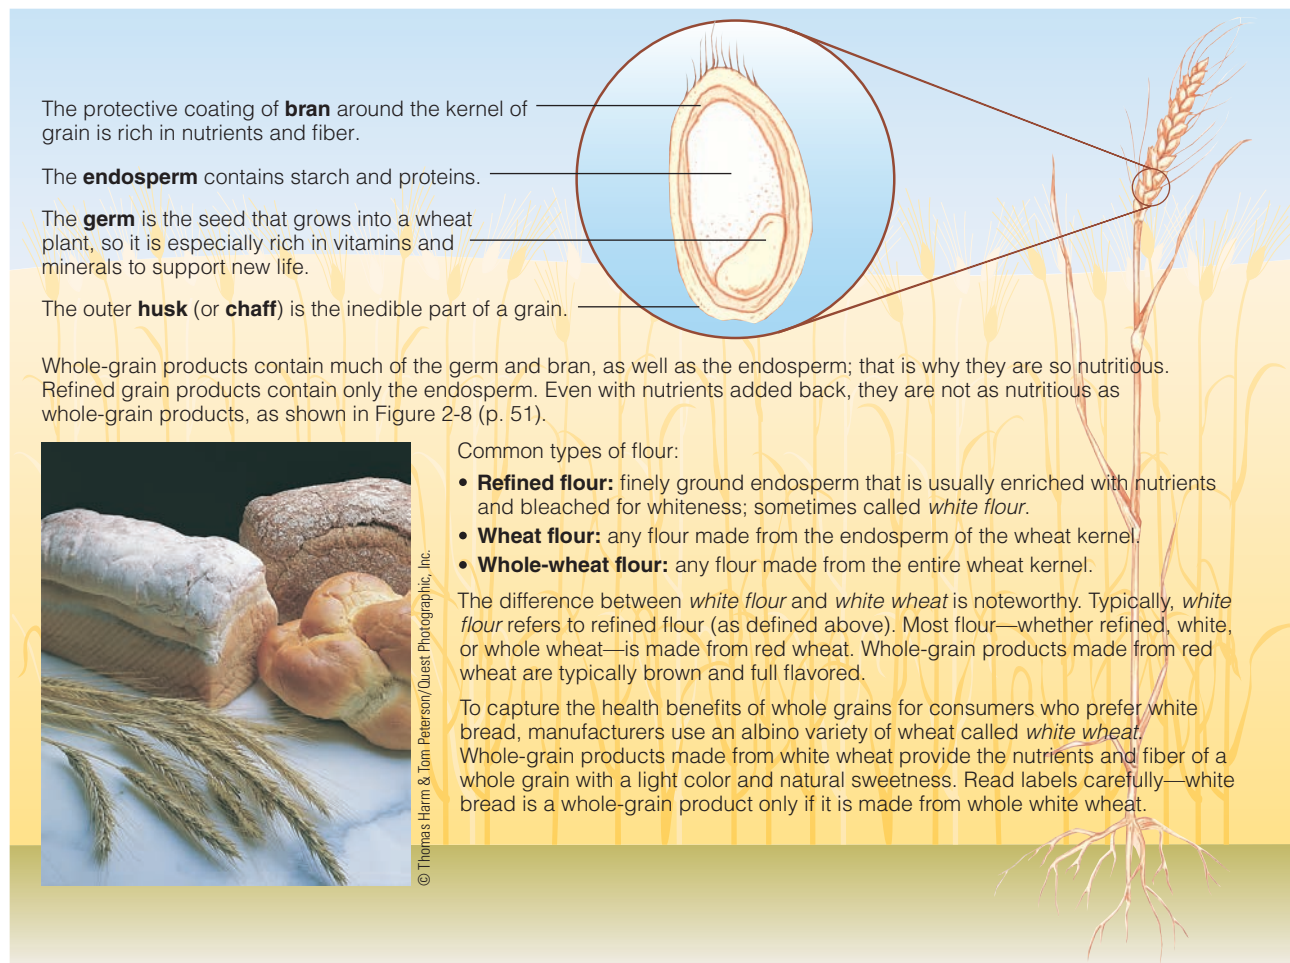 The protective coating of bran around the kernel of
grain is rich in nutrients and fiber.
The endosperm contains starch and proteins.
The germ is the seed that grows into a wheat
plant, so it is especially rich in vitamins and
minerals to support new life.
The outer husk (or chaff) is the inedible part of a grain.
Whole-grain products contain much of the germ and bran, as well as the endosperm; that is why they are so nutritious.
Refined grain products contain only the endosperm. Even with nutrients added back, they are not as nutritious as
whole-grain products, as shown in Figure 2-8 (p. 51).
© Thomas Harm & Tom Peterson/Quest Photographic, Inc.
Common types of flour:
• Refined flour: finely ground endosperm that is usually enriched with nutrients
and bleached for whiteness; sometimes called white flour.
• Wheat flour: any flour made from the endosperm of the wheat kernel.
• Whole-wheat flour: any flour made from the entire wheat kernel.
The difference between white flour and white wheat is noteworthy. Typically, white
flour refers to refined flour (as defined above). Most flour—whether refined, white,
or whole wheat—is made from red wheat. Whole-grain products made from red
wheat are typically brown and full flavored.
To capture the health benefits of whole grains for consumers who prefer white
bread, manufacturers use an albino variety of wheat called white wheat.
Whole-grain products made from white wheat provide the nutrients and fiber of a
whole grain with a light color and natural sweetness. Read labels carefully—white
bread is a whole-grain product only if it is made from whole white wheat.